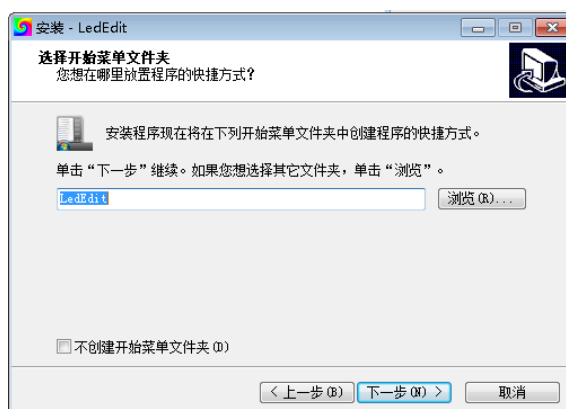 安装 - LedEdit
选择开始菜单文件夹
您想在哪里放置程序的快捷方式?
安装程序现在将在下列开始菜单文件夹中创建程序的快捷方式。
单击“下一步”继续。如果您想选择其它文件夹，单击“浏览”。
LedEdit
浏览(R)...
不创建开始菜单文件夹(D)
< 上一步(B)
下一步(N) >
取消